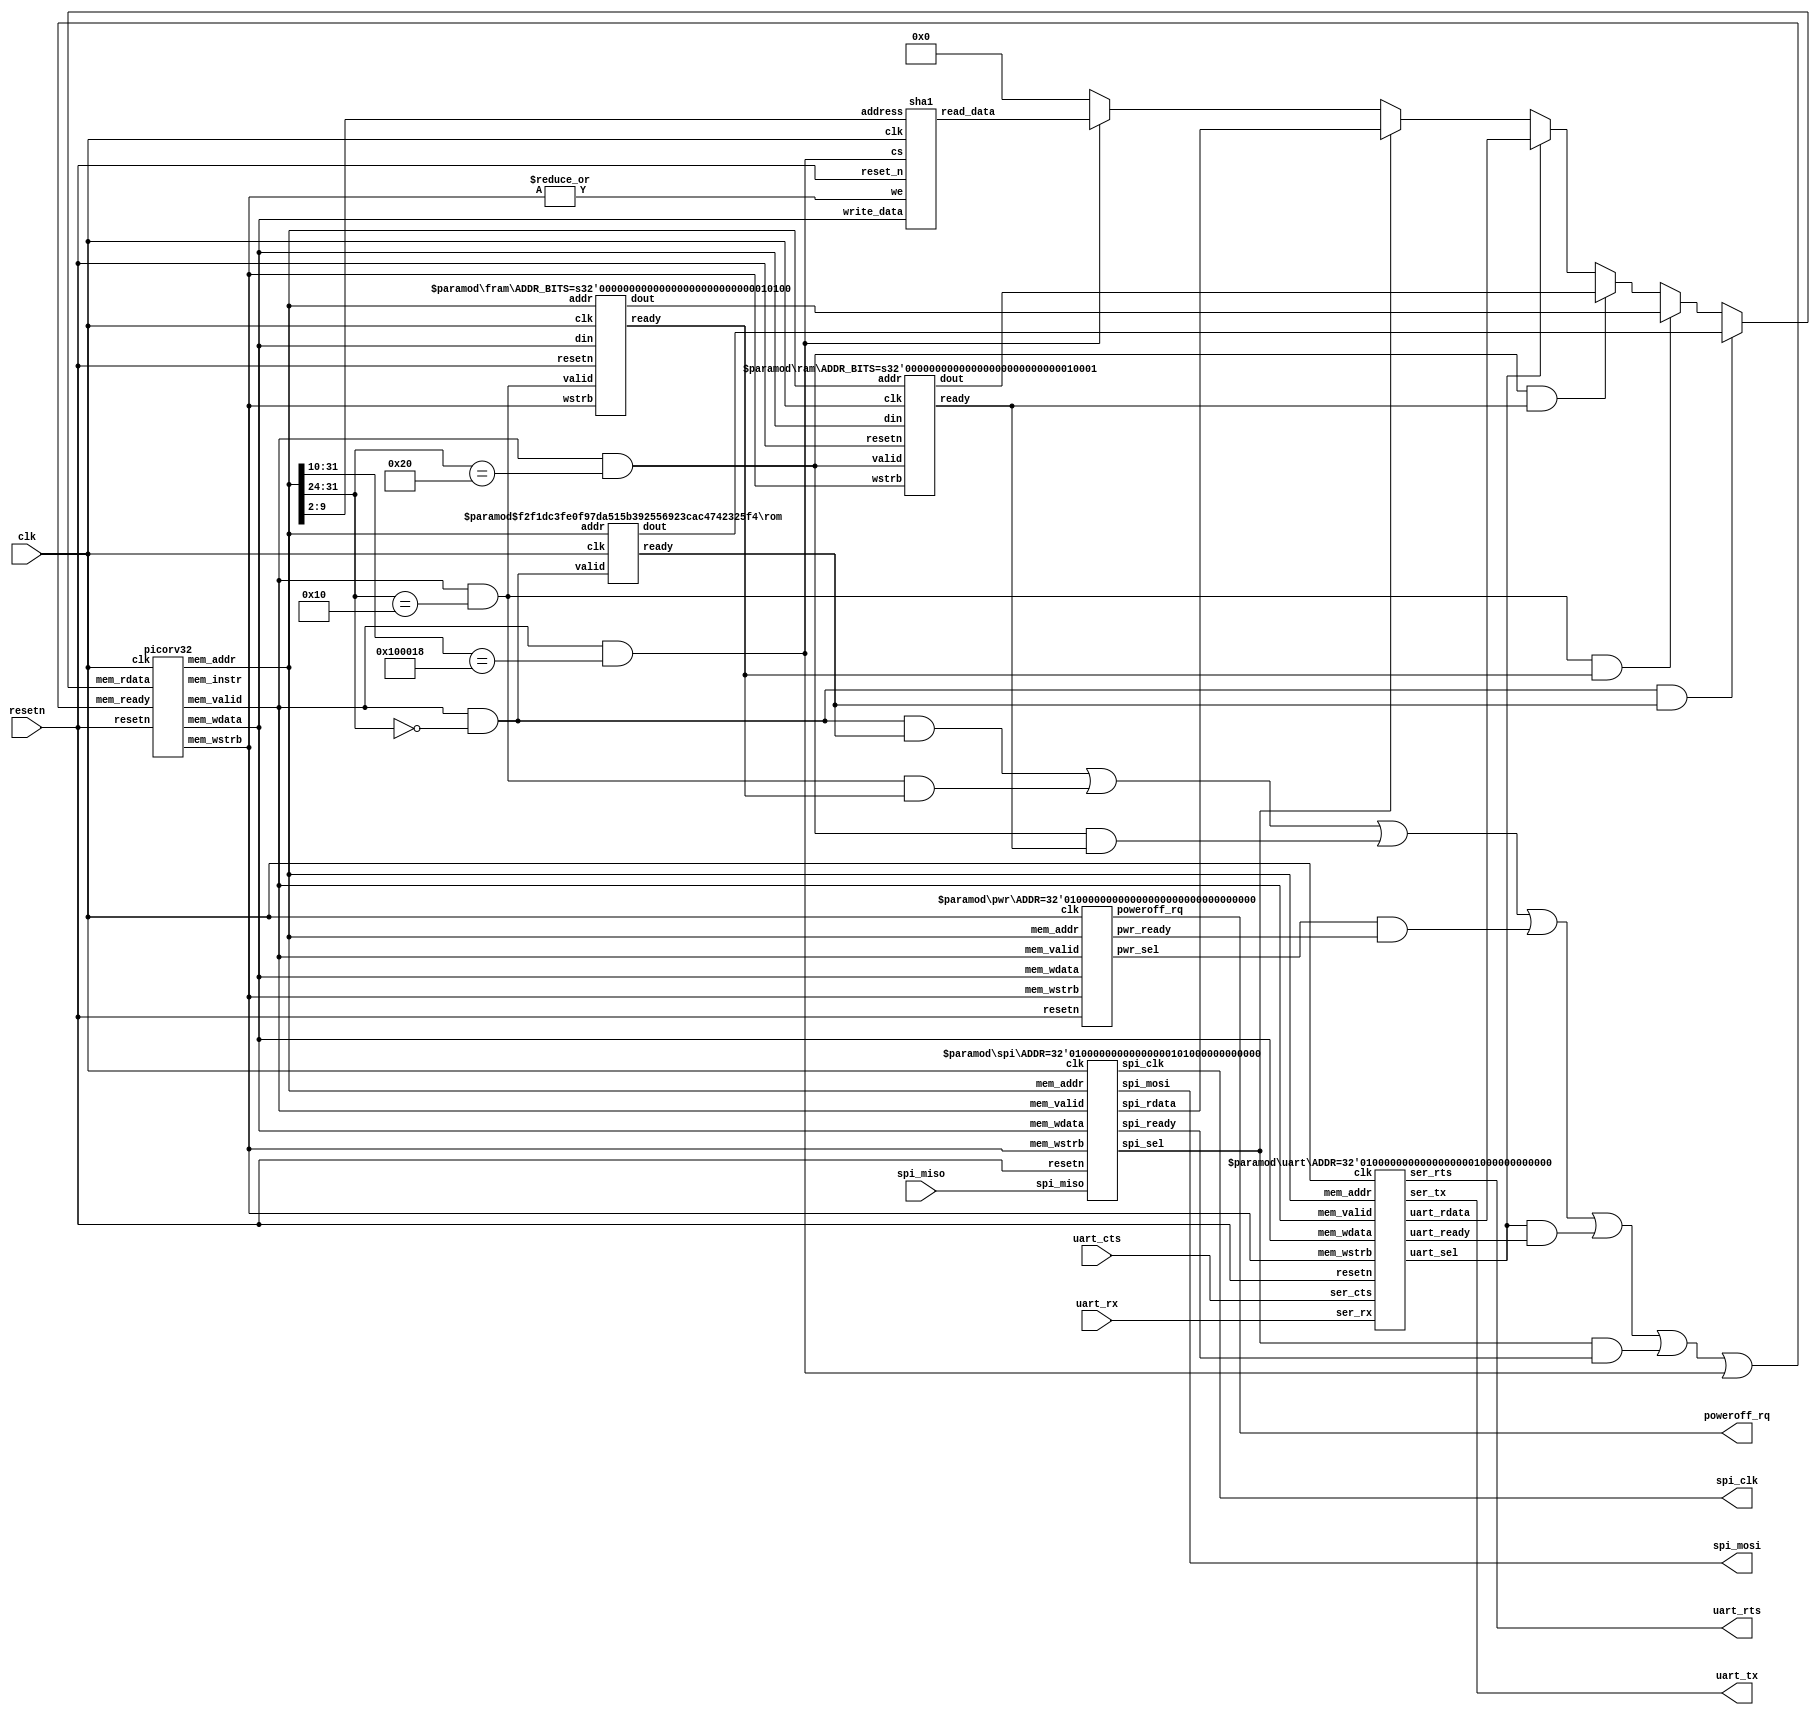 0x0
sha1
address
clk
cs
reset_n
we
write_data
read_data
$reduce_or
A
Y
$paramod\fram\ADDR_BITS=s32'00000000000000000000000000010100
addr
clk
din
resetn
valid
wstrb
dout
ready
$paramod\ram\ADDR_BITS=s32'00000000000000000000000000010001
addr
clk
din
resetn
valid
wstrb
dout
ready
10:31
24:31
2:9
0x20
=
$paramod$f2f1dc3fe0f97da515b392556923cac4742325f4\rom
addr
clk
valid
dout
ready
clk
0x10
=
0x100018
=
picorv32
clk
mem_rdata
mem_ready
resetn
mem_addr
mem_instr
mem_valid
mem_wdata
mem_wstrb
resetn
~
$paramod\pwr\ADDR=32'01000000000000000000000000000000
clk
mem_addr
mem_valid
mem_wdata
mem_wstrb
resetn
poweroff_rq
pwr_ready
pwr_sel
$paramod\spi\ADDR=32'01000000000000000101000000000000
clk
mem_addr
mem_valid
mem_wdata
mem_wstrb
resetn
spi_miso
spi_clk
spi_mosi
spi_rdata
spi_ready
spi_sel
spi_miso
$paramod\uart\ADDR=32'01000000000000000001000000000000
clk
mem_addr
mem_valid
mem_wdata
mem_wstrb
resetn
ser_cts
ser_rx
ser_rts
ser_tx
uart_rdata
uart_ready
uart_sel
uart_cts
uart_rx
poweroff_rq
spi_clk
spi_mosi
uart_rts
uart_tx